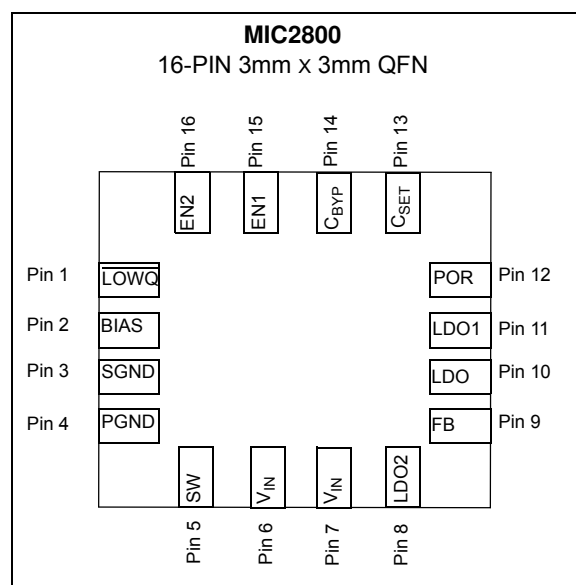 MIC2800
16-PIN 3mm x 3mm QFN
Pin 16
Pin 15
Pin 14
Pin 13
EN2
EN1
CBYP
CSET
Pin 1
LOWQ
POR
Pin 12
Pin 2
BIAS
LDO1
Pin 11
Pin 3
SGND
LDO
Pin 10
Pin 4
PGND
FB
Pin 9
SW
VIN
VIN
LDO2
Pin 5
Pin 6
Pin 7
Pin 8